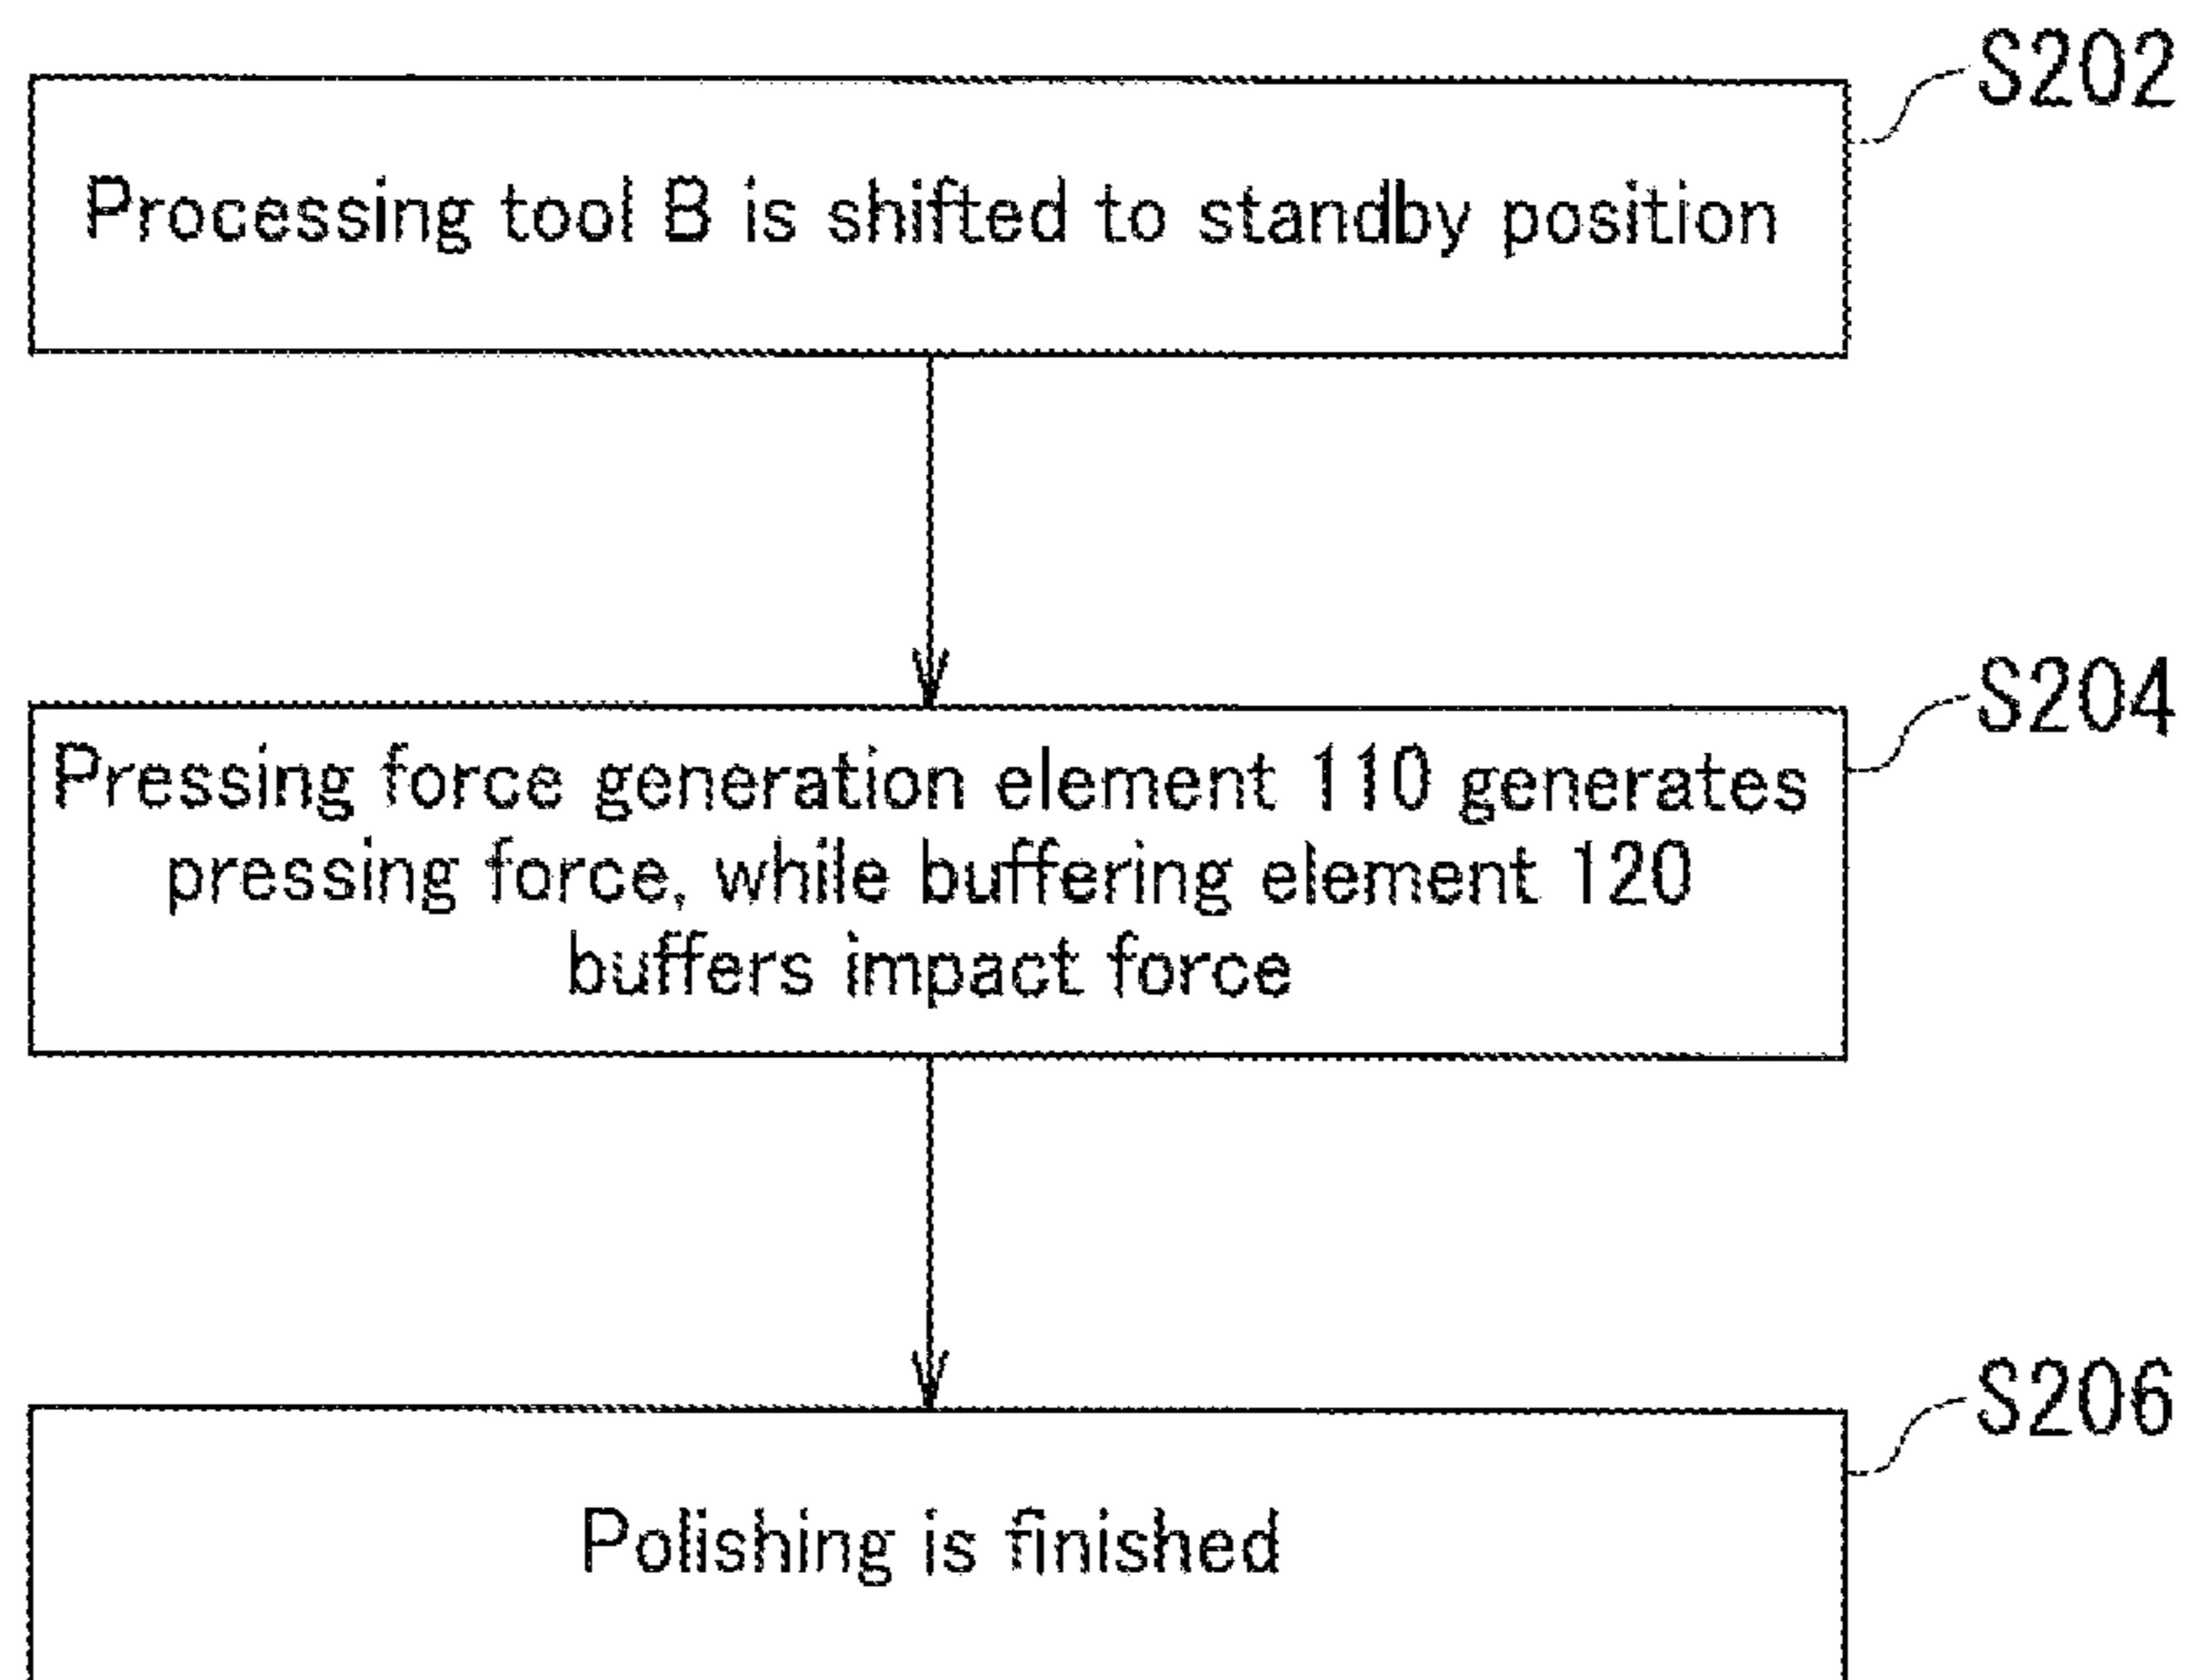 S202
Processing tool B is shifted to standby position
S204
Pressing force generation element 110 generates
pressing force, while buffering element 120
buffers impact force
S206
Polishing is finished